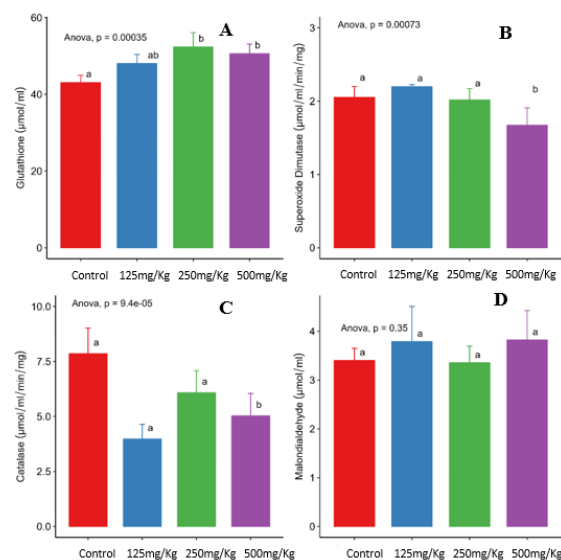 A
Anova, p = 0.00035
Glutathione (μmol/ml)
60
40
20
0
a
ab
b
b
Control 125mg/Kg 250mg/Kg 500mg/Kg
B
Anova, p = 0.00073
Superoxide Dimutase (μmol/ml/min/mg)
3
2
1
0
a
a
a
b
Control 125mg/Kg 250mg/Kg 500mg/Kg
C
Anova, p = 9.4e-05
Catalase (μmol/ml/min/mg)
10.0
7.5
5.0
2.5
0.0
a
a
a
b
Control 125mg/Kg 250mg/Kg 500mg/Kg
D
Anova, p = 0.35
Malondialdehyde (μmol/ml)
4
2
1
0
a
a
a
a
Control 125mg/Kg 250mg/Kg 500mg/Kg